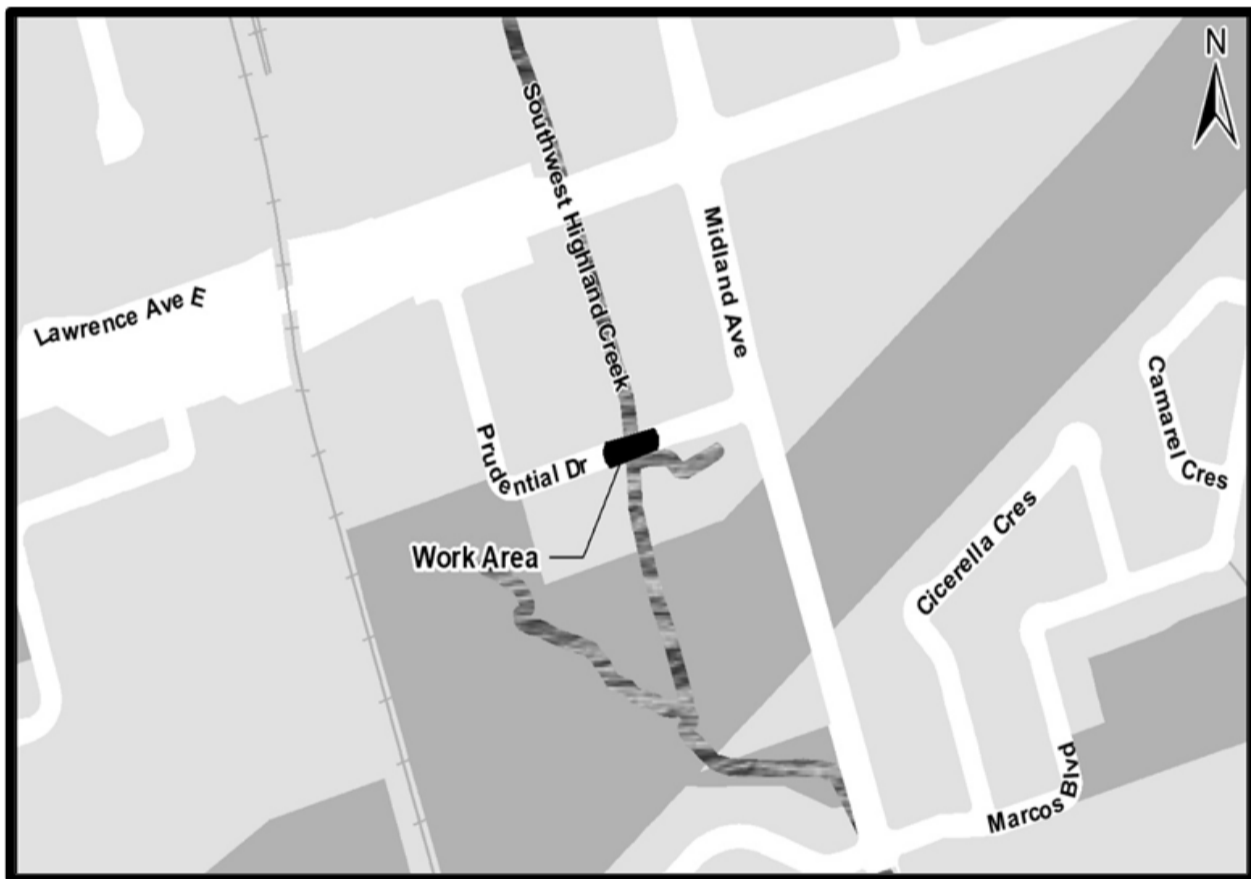 N
Southwest Highland Creek
Midland Ave
Lawrence Ave E
Camarel Cres
Prudential Dr
Cicerella Cres
Work Area
Marcos Blvd